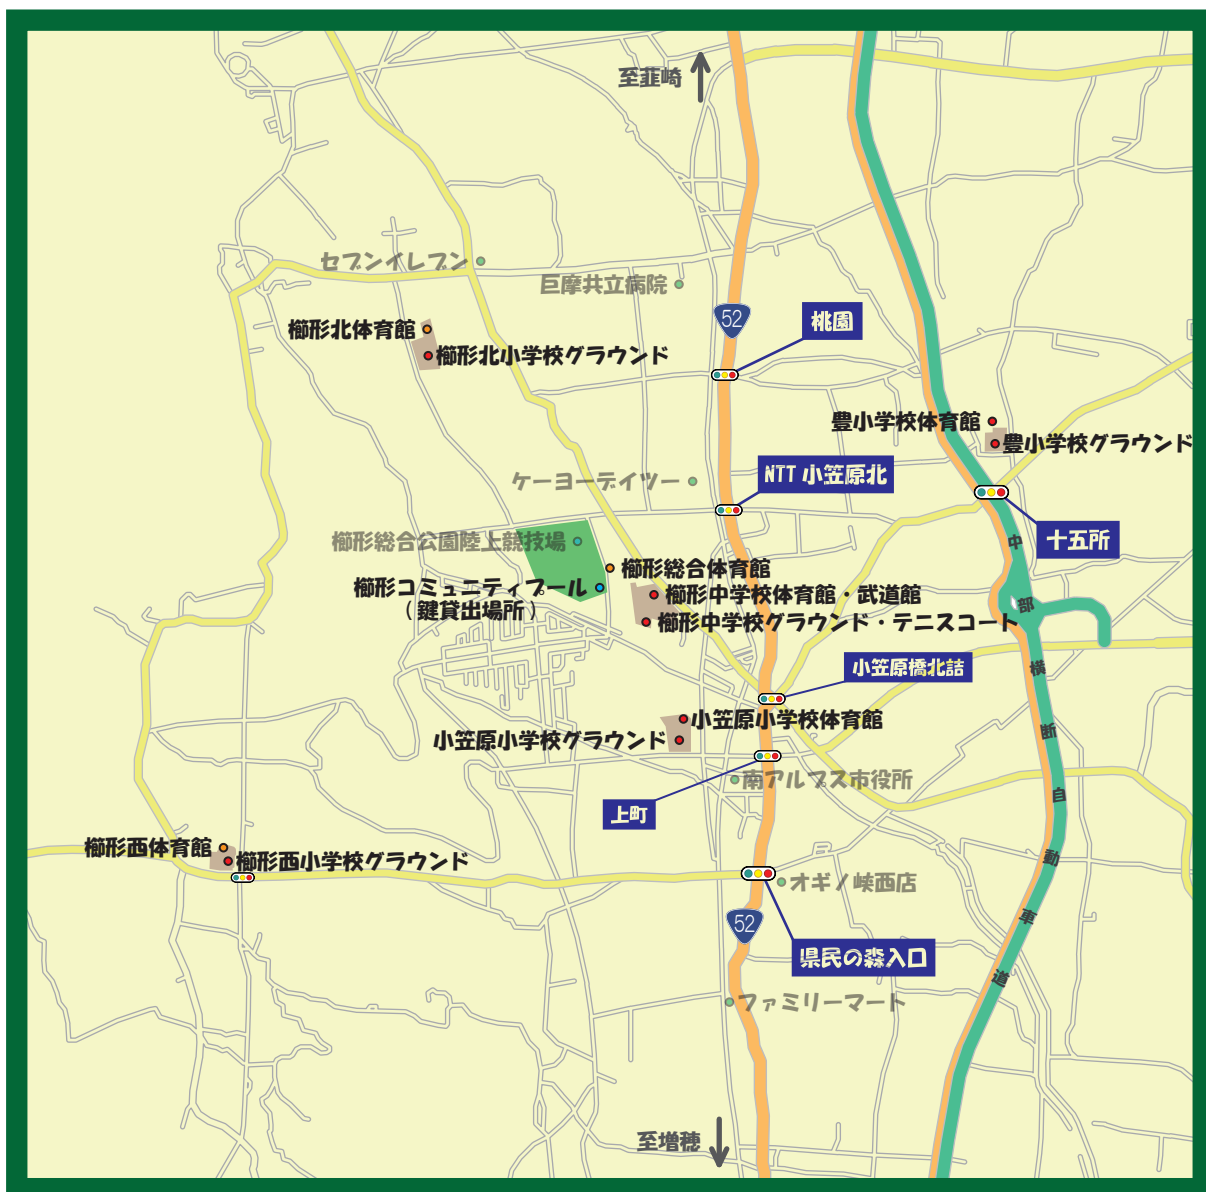 至韮崎
セブンイレブン
巨摩共立病院
櫛形北体育館
櫛形北小学校グラウンド
52
桃園
豊小学校体育館
豊小学校グラウンド
NTT 小笠原北
ケーヨーデイツー
十五所
櫛形総合公園陸上競技場
櫛形総合体育館
櫛形コミュニティプール
(鍵貸出場所)
櫛形中学校体育館・武道館
櫛形中学校グラウンド・テニスコート
中部横断自動車道
小笠原橋北詰
小笠原小学校体育館
小笠原小学校グラウンド
南アルプス市役所
上町
櫛形西体育館
櫛形西小学校グラウンド
オギノ峡西店
52
県民の森入口
ファミリーマート
至増穂